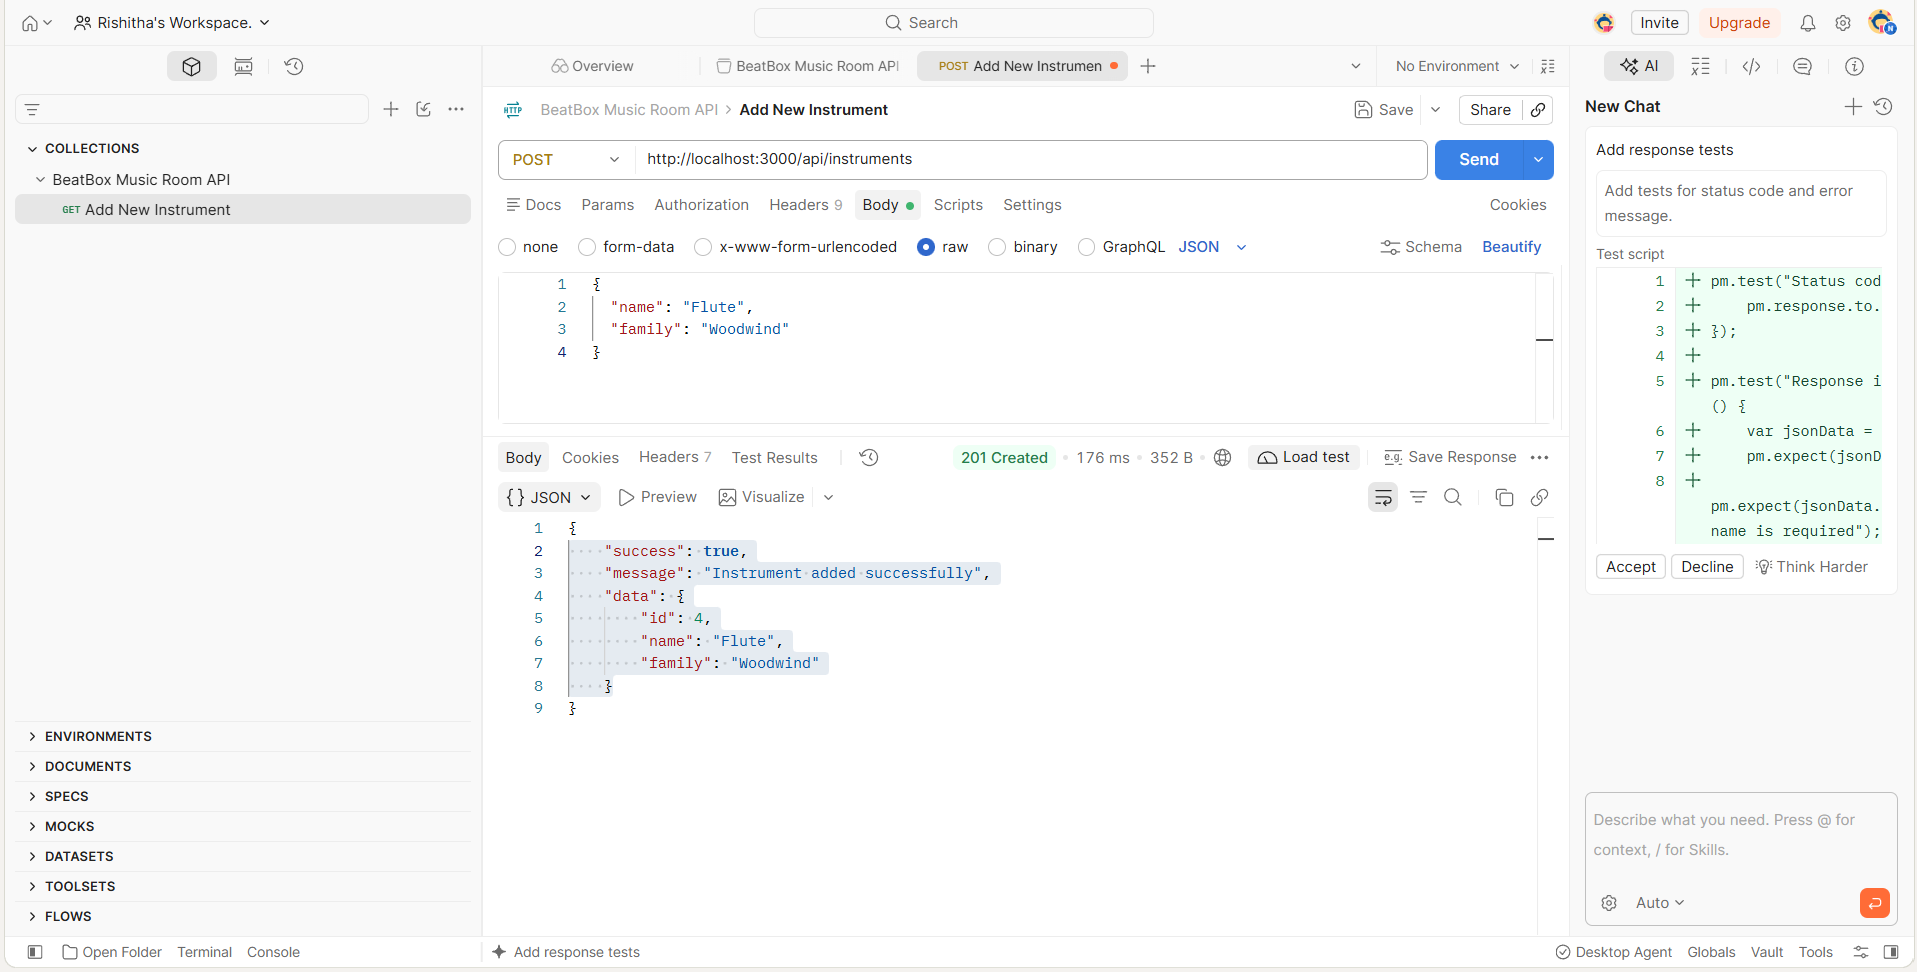 Rishitha's Workspace.
Search
Invite
Upgrade
Overview
BeatBox Music Room API
POST Add New Instrumen
No Environment
AI
COLLECTIONS
BeatBox Music Room API
GET Add New Instrument
ENVIRONMENTS
DOCUMENTS
SPECS
MOCKS
DATASETS
TOOLSETS
FLOWS
HTTP BeatBox Music Room API > Add New Instrument
Save
Share
POST
http://localhost:3000/api/instruments
Send
Docs Params Authorization Headers 9 Body Scripts Settings
Cookies
none form-data x-www-form-urlencoded raw binary GraphQL JSON
Schema Beautify
1 {
2 "name": "Flute",
3 "family": "Woodwind"
4 }
Body Cookies Headers 7 Test Results
201 Created 176 ms 352 B
Load test
e.g. Save Response
{} JSON Preview Visualize
1 {
2 "success": true,
3 "message": "Instrument added successfully",
4 "data": {
5 "id": 4,
6 "name": "Flute",
7 "family": "Woodwind"
8 }
9 }
New Chat
Add response tests
Add tests for status code and error
message.
Test script
1 + pm.test("Status cod
2 + pm.response.to.
3 + });
4 +
5 + pm.test("Response i
() {
6 + var jsonData =
7 + pm.expect(jsonD
8 +
pm.expect(jsonData.
name is required");
Accept
Decline
Think Harder
Describe what you need. Press @ for
context, / for Skills.
Auto
Open Folder Terminal Console
Add response tests
Desktop Agent Globals Vault Tools